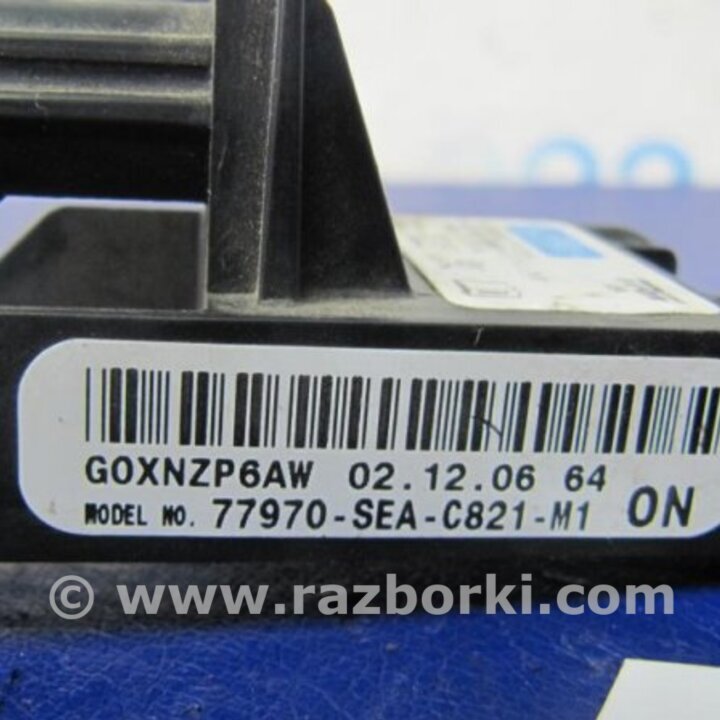 G0XNZP6AW 02.12.06 64
MODEL NO. 77970-SEA-C821-M1 ON
© www.razborki.com